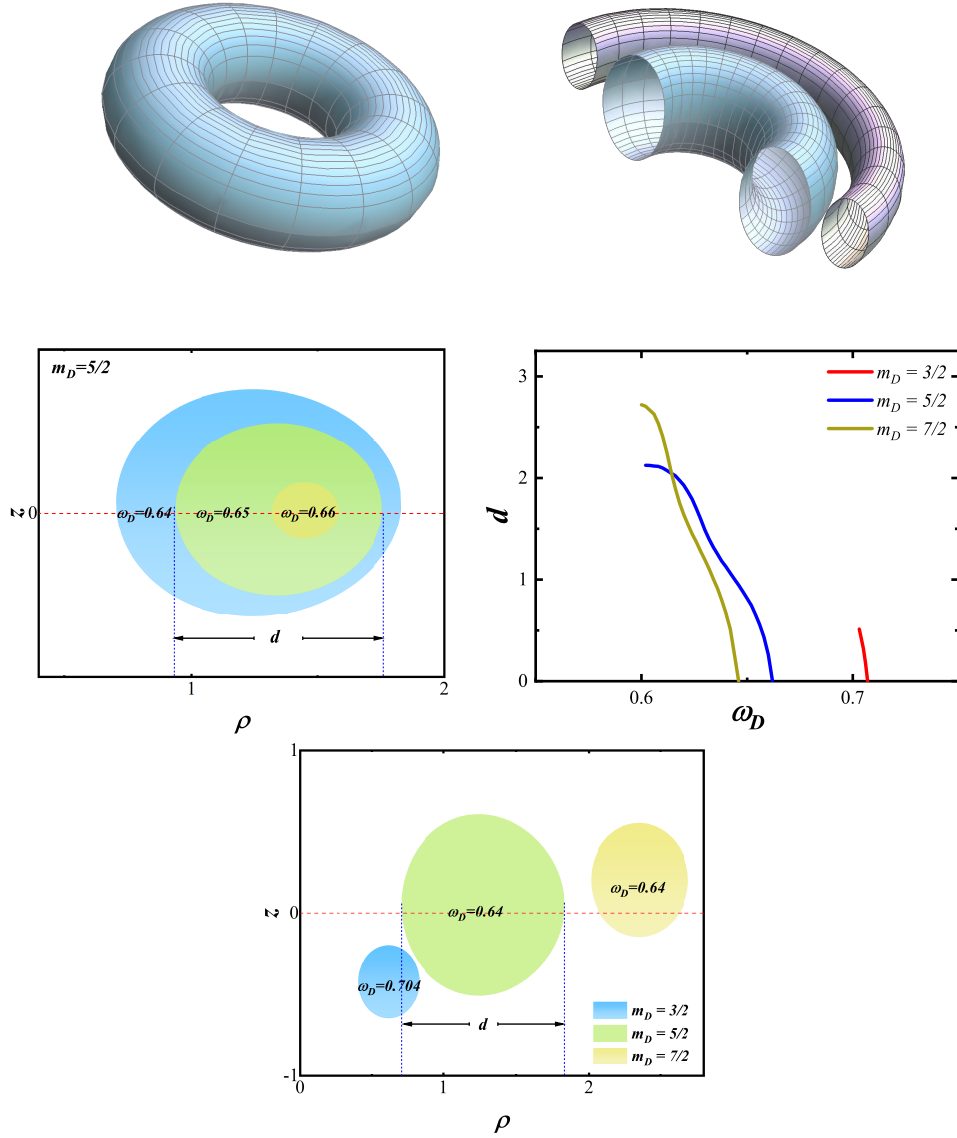 m_D=5/2
z
0
ω_D=0.64
ω_D=0.65
ω_D=0.66
d
1
2
ρ
d
3
2
1
0
0.6
0.7
ω_D
m_D = 3/2
m_D = 5/2
m_D = 7/2
1
z
0
-1
ω_D=0.64
ω_D=0.64
ω_D=0.704
d
m_D = 3/2
m_D = 5/2
m_D = 7/2
0
1
2
ρ